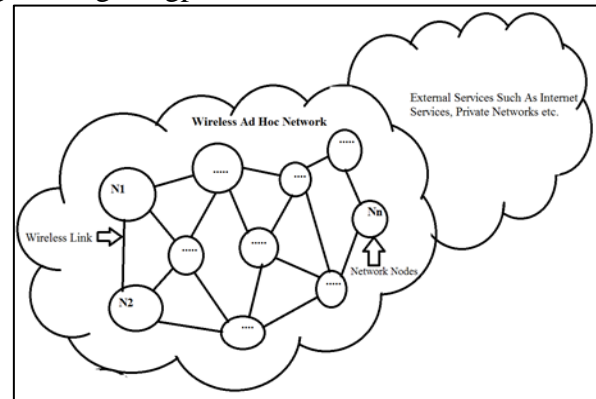 External Services Such As Internet
Services, Private Networks etc.
Wireless Ad Hoc Network
.....
.....
....
N1
Nn
Wireless Link
.....
.....
Network Nodes
.....
N2
....